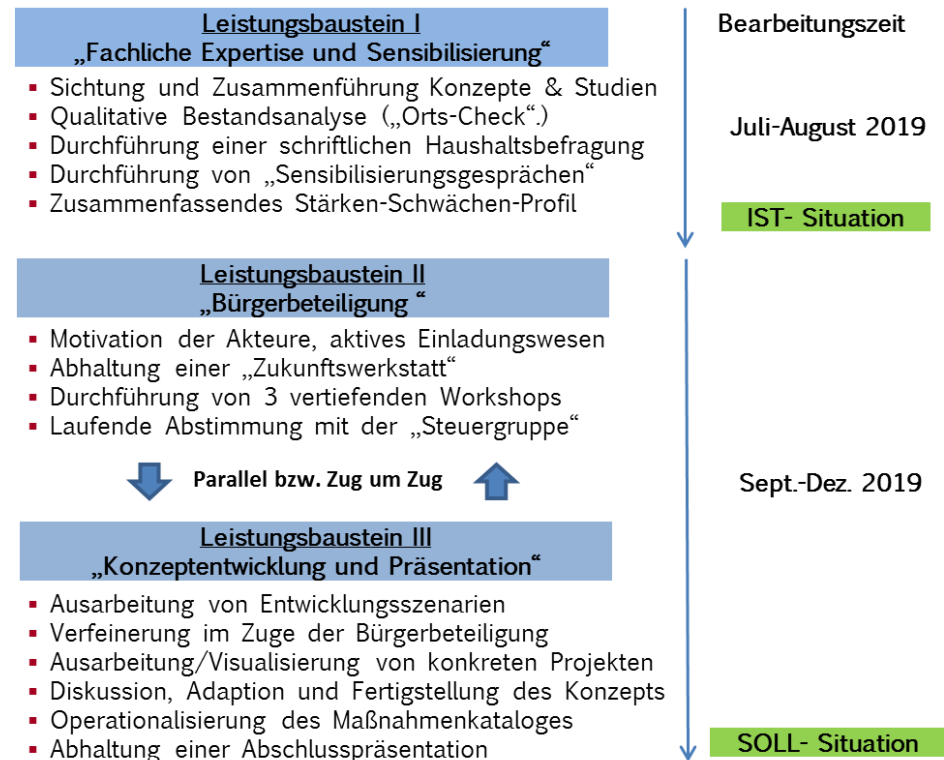 Leistungsbaustein I
„Fachliche Expertise und Sensibilisierung“
▪ Sichtung und Zusammenführung Konzepte & Studien
▪ Qualitative Bestandsanalyse („Orts-Check“.)
▪ Durchführung einer schriftlichen Haushaltsbefragung
▪ Durchführung von „Sensibilisierungsgesprächen“
▪ Zusammenfassendes Stärken-Schwächen-Profil
Bearbeitungszeit
Juli-August 2019
IST- Situation
Leistungsbaustein II
„Bürgerbeteiligung “
▪ Motivation der Akteure, aktives Einladungswesen
▪ Abhaltung einer „Zukunftswerkstatt“
▪ Durchführung von 3 vertiefenden Workshops
▪ Laufende Abstimmung mit der „Steuergruppe“
Parallel bzw. Zug um Zug
Sept.-Dez. 2019
Leistungsbaustein III
„Konzeptentwicklung und Präsentation“
▪ Ausarbeitung von Entwicklungsszenarien
▪ Verfeinerung im Zuge der Bürgerbeteiligung
▪ Ausarbeitung/Visualisierung von konkreten Projekten
▪ Diskussion, Adaption und Fertigstellung des Konzepts
▪ Operationalisierung des Maßnahmenkataloges
▪ Abhaltung einer Abschlusspräsentation
SOLL- Situation